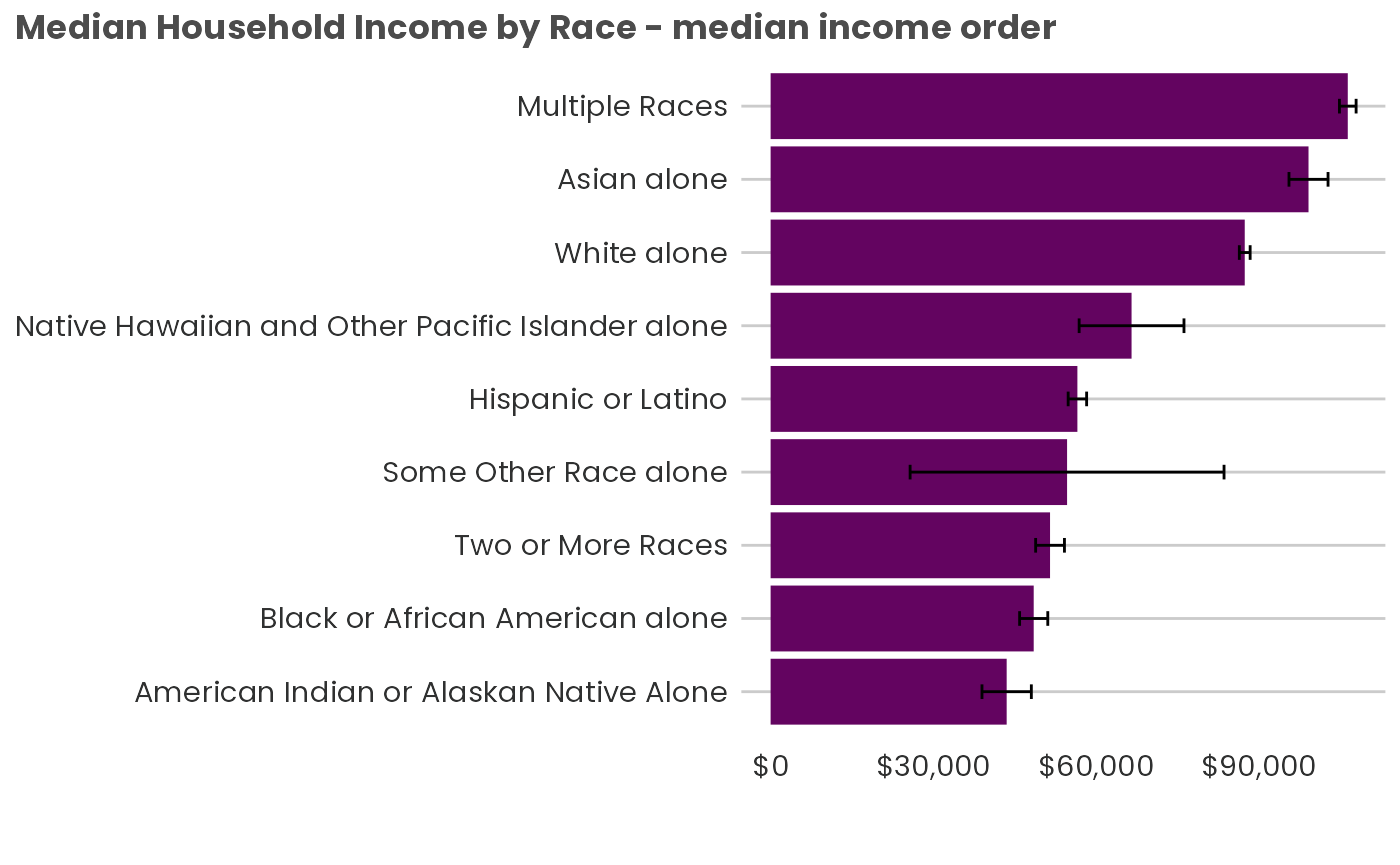 Median Household Income by Race - median income order
Multiple Races
Asian alone
White alone
Native Hawaiian and Other Pacific Islander alone
Hispanic or Latino
Some Other Race alone
Two or More Races
Black or African American alone
American Indian or Alaskan Native Alone
$0 $30,000 $60,000 $90,000